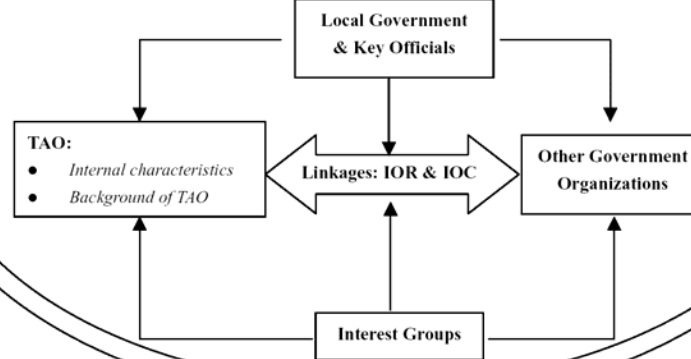 Local Government
& Key Officials
TAO:
● Internal characteristics
● Background of TAO
Linkages: IOR & IOC
Other Government
Organizations
Interest Groups